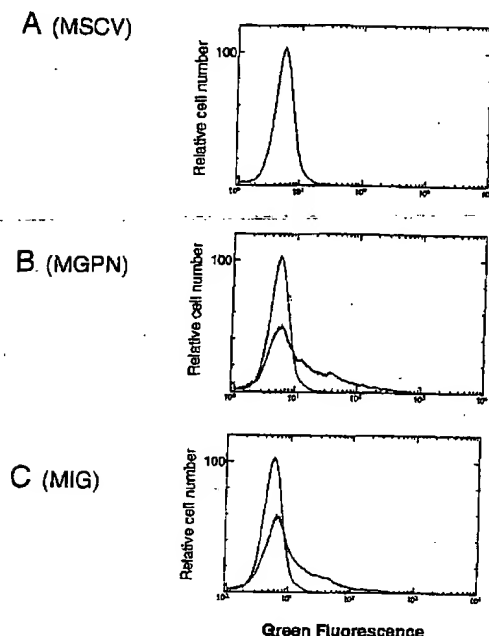 A (MSCV)
Relative cell number
100
B. (MGPN)
Relative cell number
100
C (MIG)
Relative cell number
100
Green Fluorescence